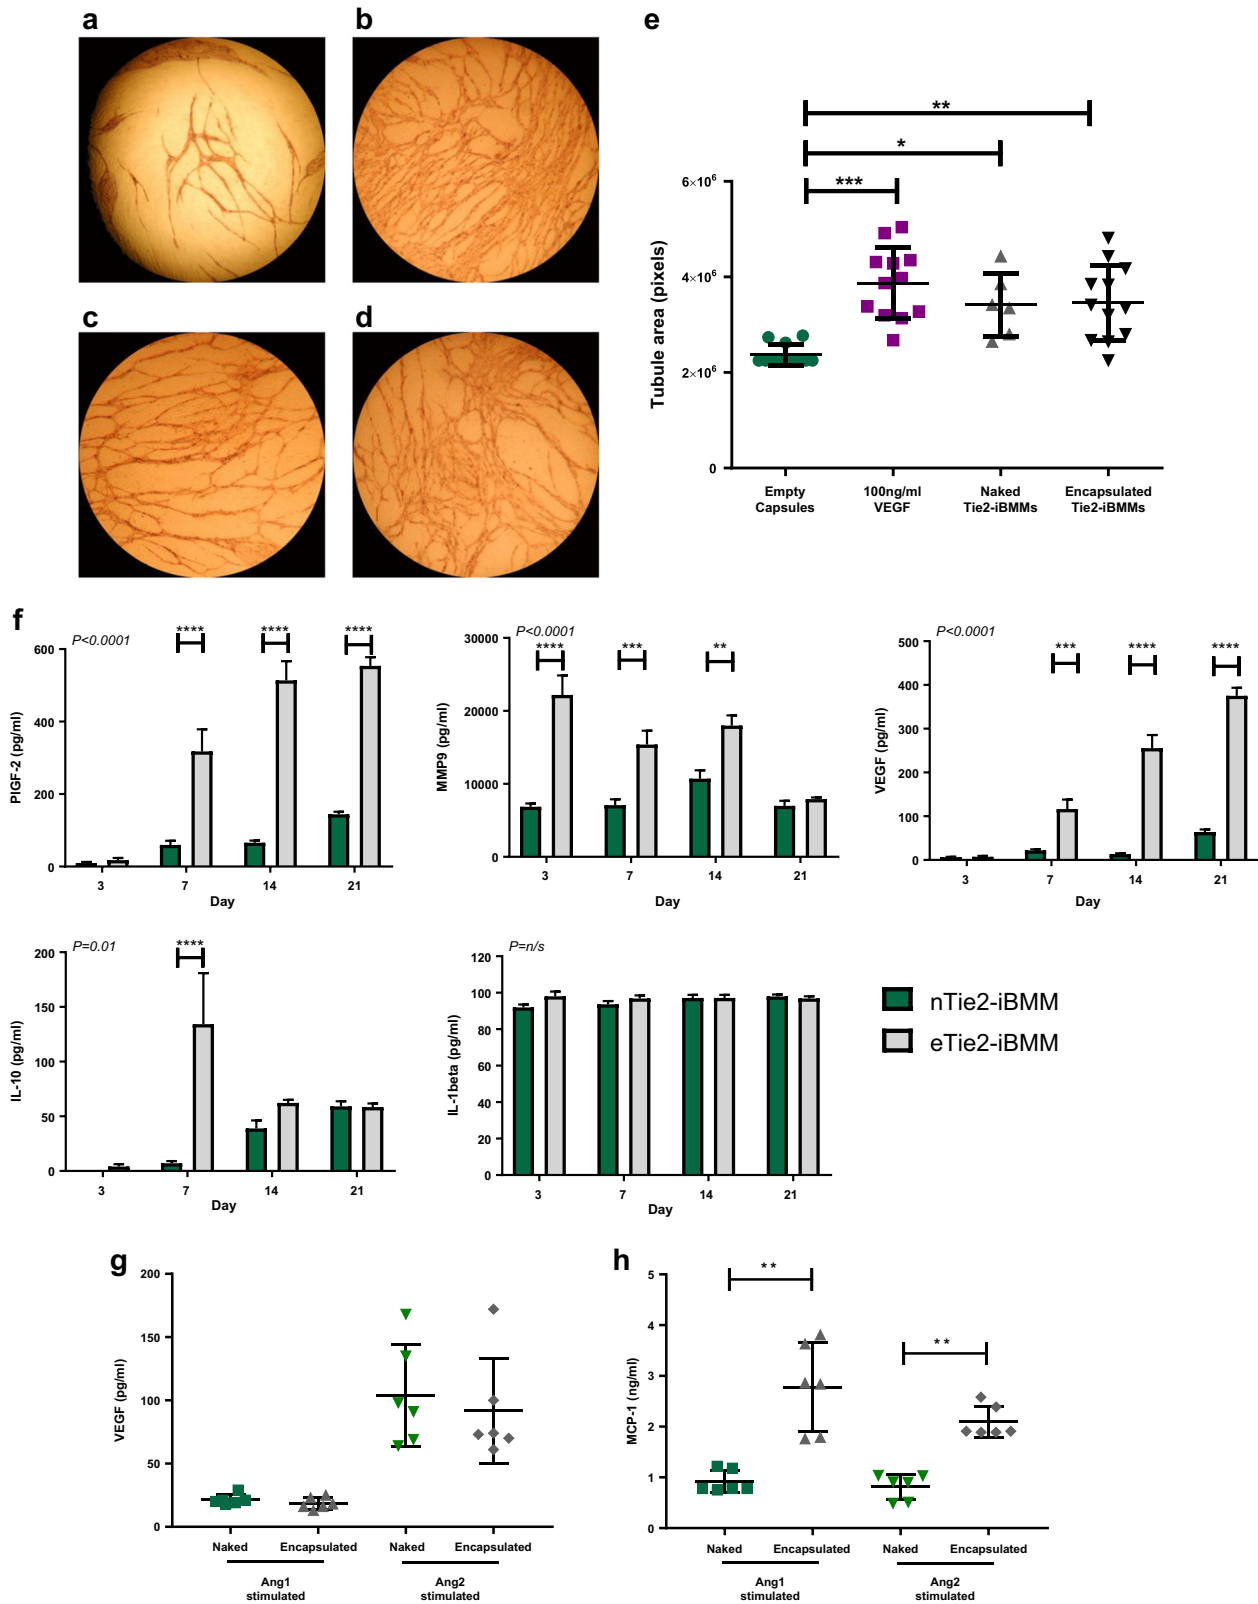 a
b
c
d
e
**
*
***
6×10⁶
4×10⁶
2×10⁶
0
Tubule area (pixels)
Empty
Capsules
100ng/ml
VEGF
Naked
Tie2-iBMMs
Encapsulated
Tie2-iBMMs
f
P<0.0001
****
****
****
600
400
200
0
PlGF-2 (pg/ml)
3
7
14
21
Day
P<0.0001
****
***
**
30000
20000
10000
0
MMP9 (pg/ml)
3
7
14
21
Day
P<0.0001
***
****
****
500
400
300
200
100
0
VEGF (pg/ml)
3
7
14
21
Day
P=0.01
****
200
150
100
50
0
IL-10 (pg/ml)
3
7
14
21
Day
P=n/s
120
100
80
60
40
20
0
IL-1beta (pg/ml)
3
7
14
21
Day
nTie2-iBMM
eTie2-iBMM
g
200
150
100
50
0
VEGF (pg/ml)
Naked
Encapsulated
Naked
Encapsulated
Ang1
stimulated
Ang2
stimulated
h
**
**
5
4
3
2
1
0
MCP-1 (ng/ml)
Naked
Encapsulated
Naked
Encapsulated
Ang1
stimulated
Ang2
stimulated